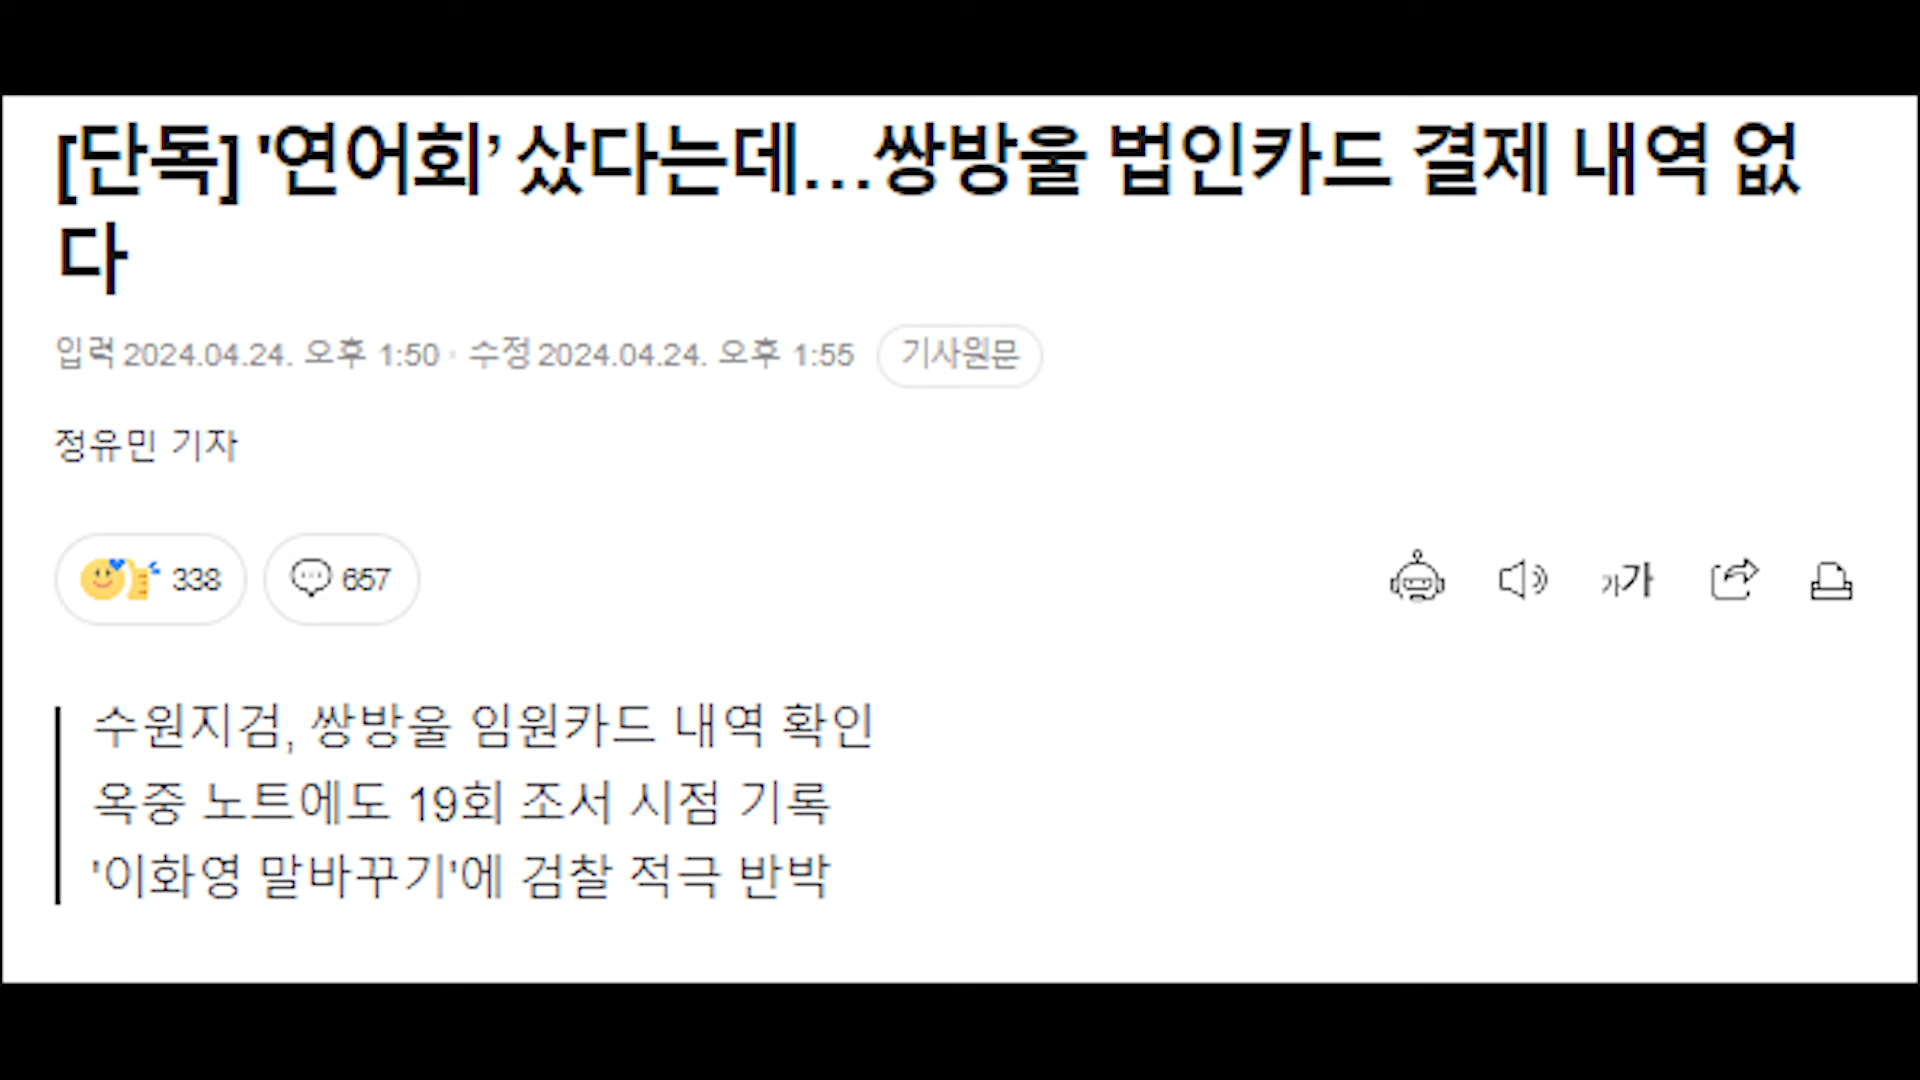 [단독] '연어회’ 샀다는데…쌍방울 법인카드 결제 내역 없
다
입력 2024.04.24. 오후 1:50 · 수정 2024.04.24. 오후 1:55 기사원문
정유민 기자
338 657 가가
수원지검, 쌍방울 임원카드 내역 확인
옥중 노트에도 19회 조서 시점 기록
'이화영 말바꾸기'에 검찰 적극 반박